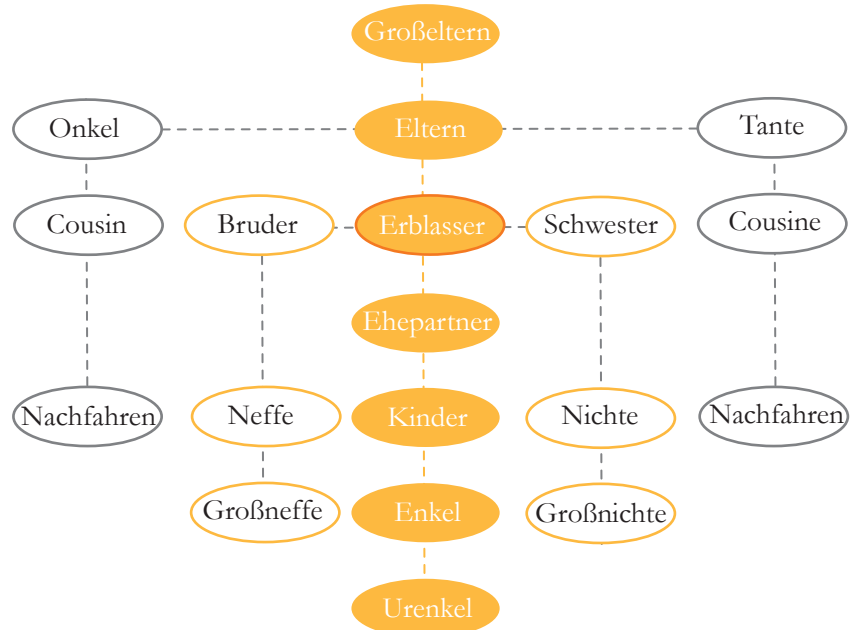 Großeltern
Onkel
Eltern
Tante
Cousin
Bruder
Erblasser
Schwester
Cousine
Ehepartner
Nachfahren
Neffe
Kinder
Nichte
Nachfahren
Großneffe
Enkel
Großnichte
Urenkel